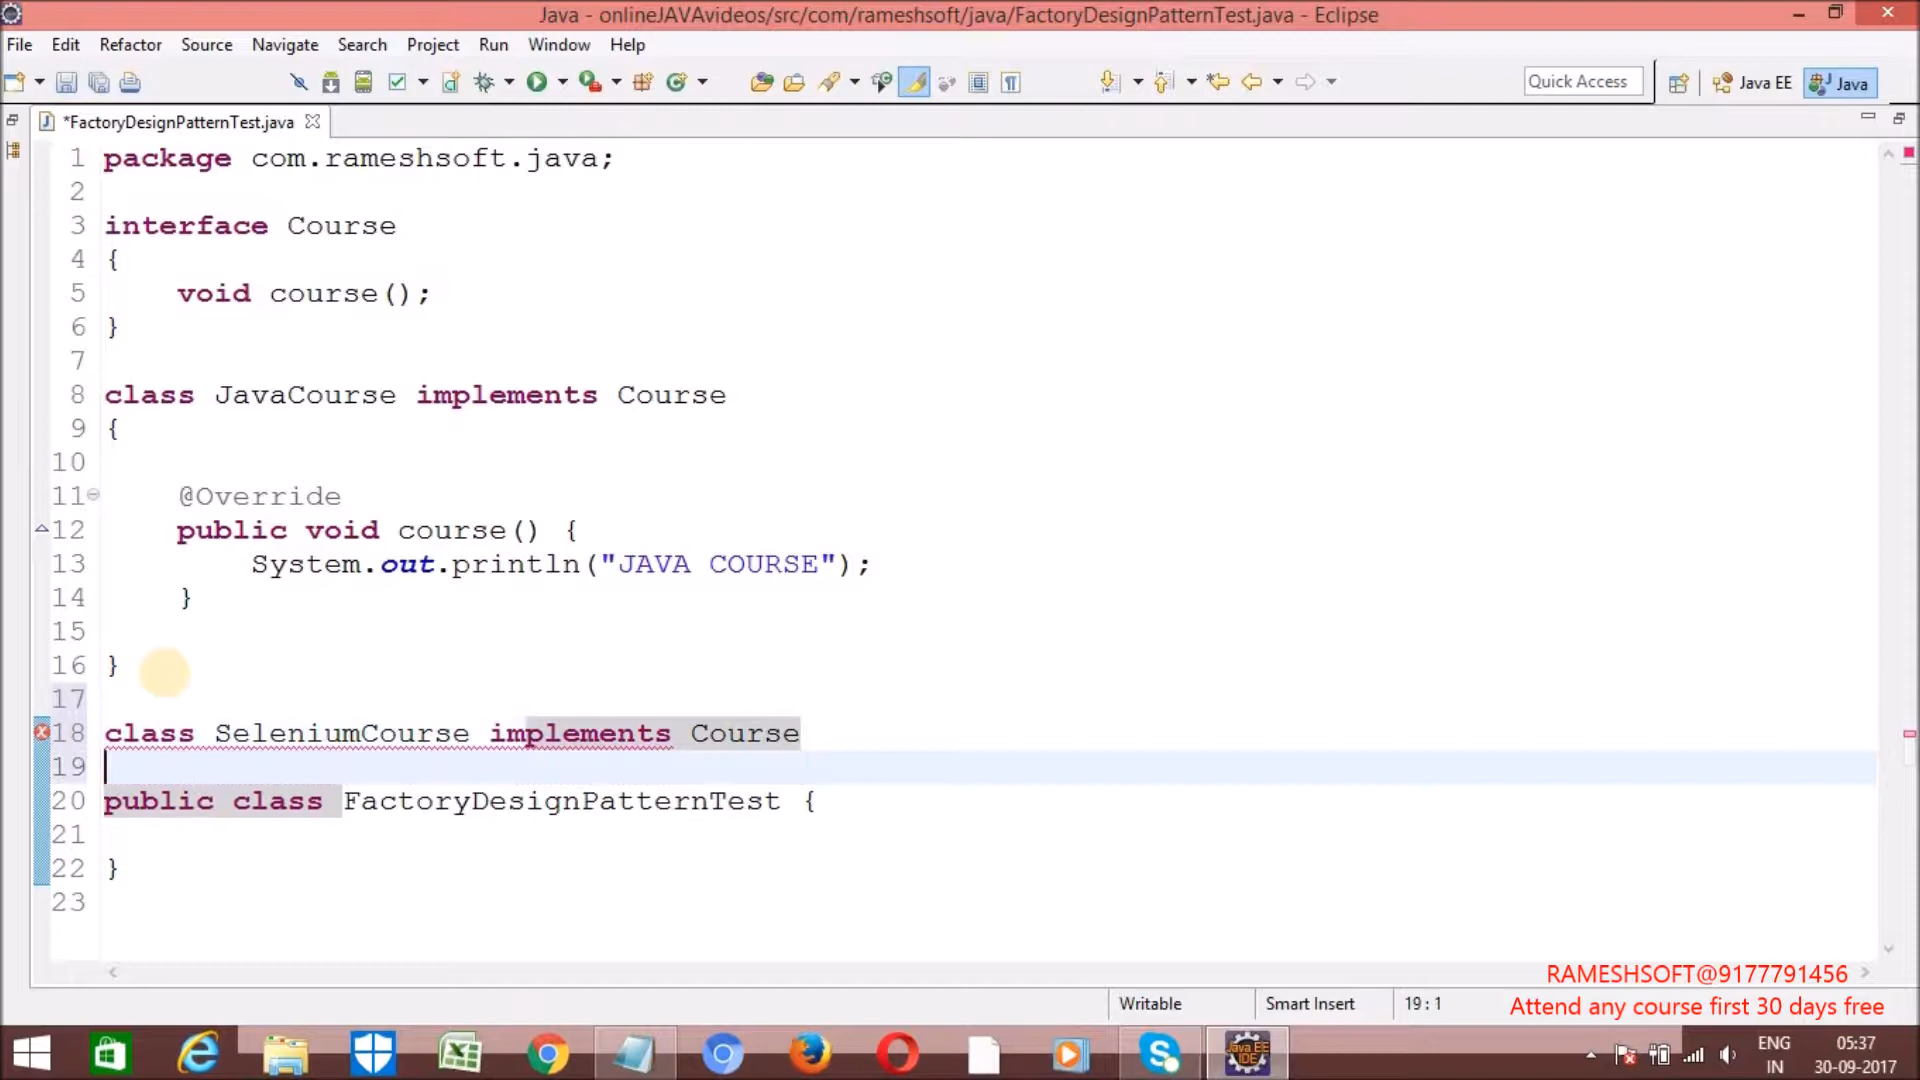 Java - onlineJAVAvideos/src/com/rameshsoft/java/FactoryDesignPatternTest.java - Eclipse
File Edit Refactor Source Navigate Search Project Run Window Help
Quick Access Java EE Java
*FactoryDesignPatternTest.java
1 package com.rameshsoft.java;
2
3 interface Course
4 {
5 void course();
6 }
7
8 class JavaCourse implements Course
9 {
10
11 @Override
12 public void course() {
13 System.out.println("JAVA COURSE");
14 }
15
16 }
17
18 class SeleniumCourse implements Course
19
20 public class FactoryDesignPatternTest {
21
22 }
23
RAMESHSOFT@9177791456
Writable Smart Insert 19 : 1 Attend any course first 30 days free
Java EE
IDE
ENG 05:37
IN 30-09-2017